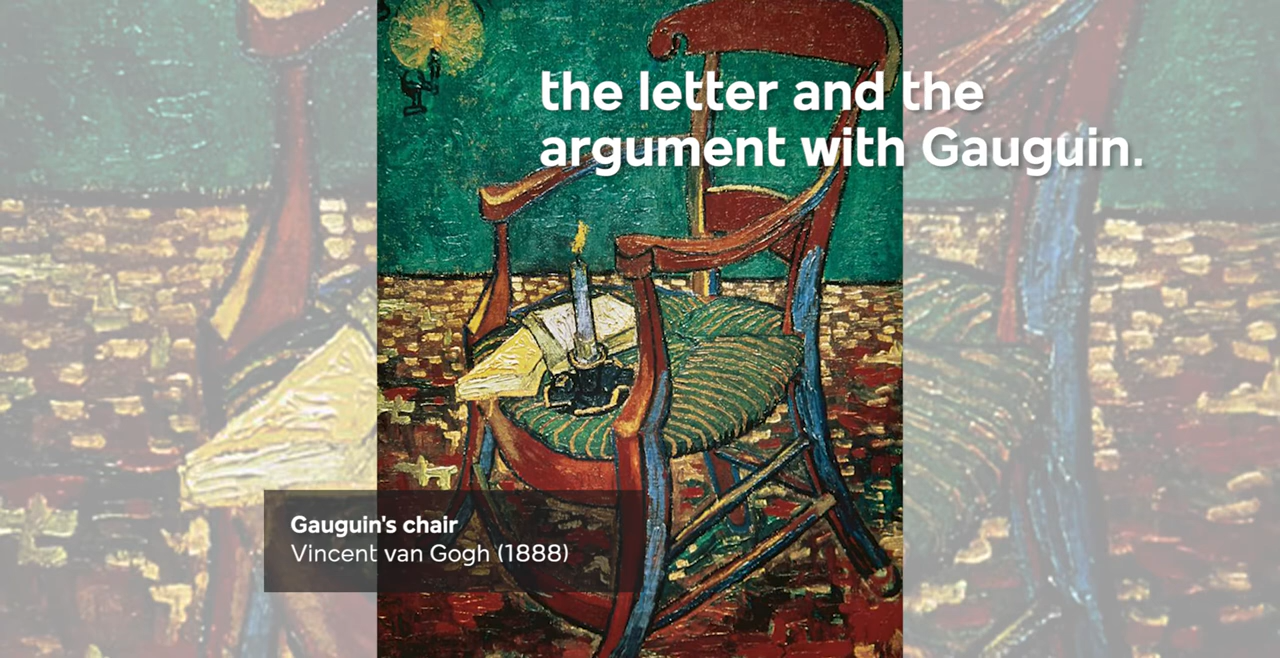 the letter and the
argument with Gauguin.
Gauguin's chair
Vincent van Gogh (1888)